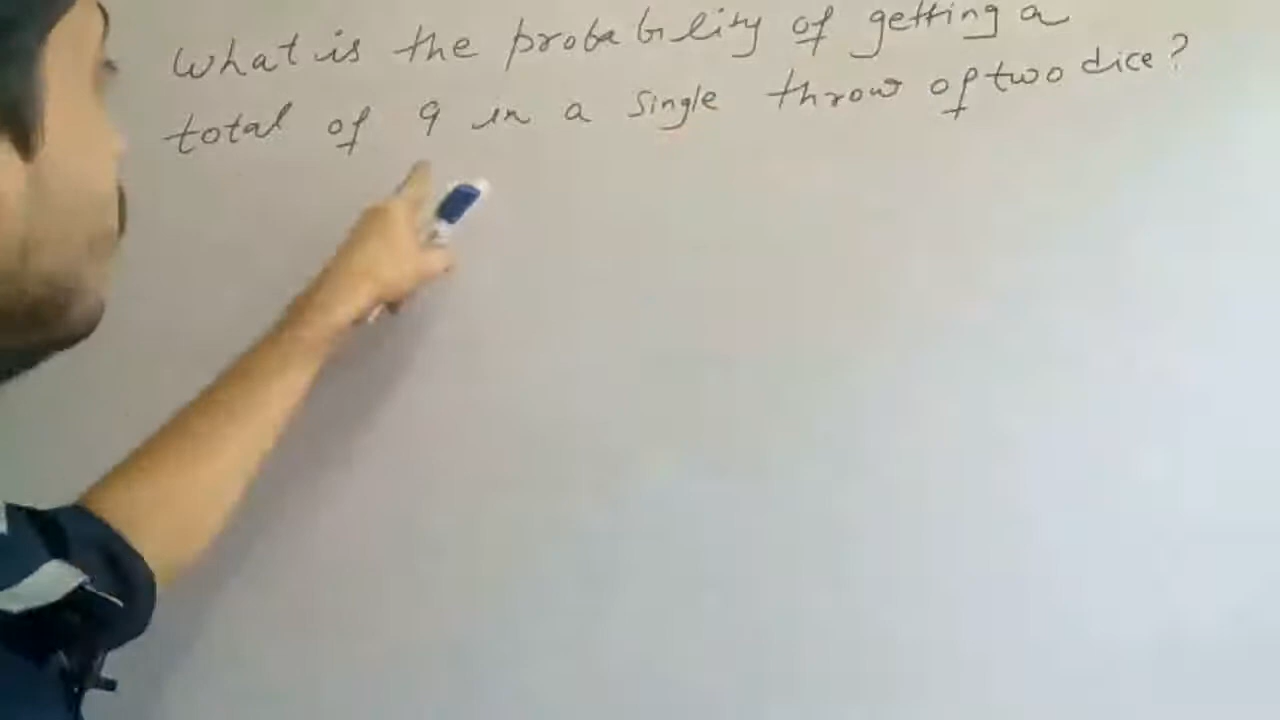 What is the probability of getting a
total of 9 in a single throw of two dice?